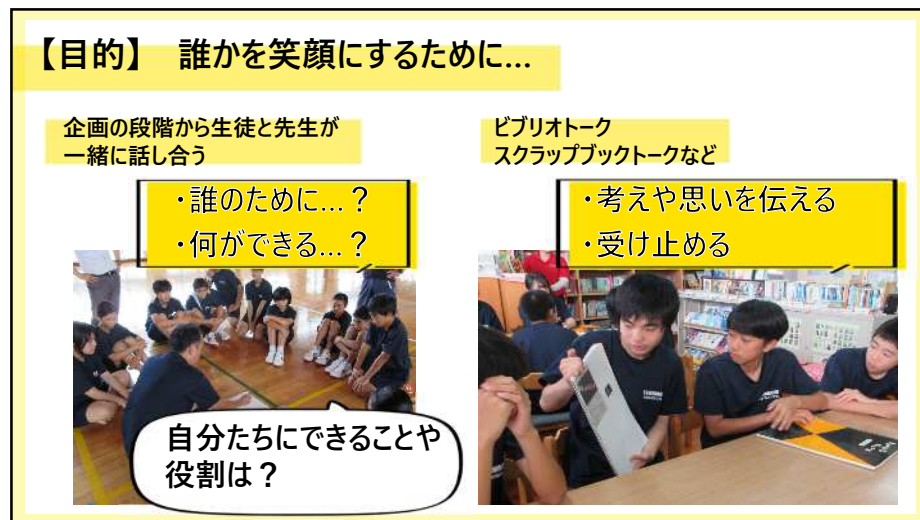 【目的】 誰かを笑顔にするために…
企画の段階から生徒と先生が
一緒に話し合う
・誰のために…？
・何ができる…？
自分たちにできることや
役割は？
ビブリオトーク
スクラップブックトークなど
・考えや思いを伝える
・受け止める